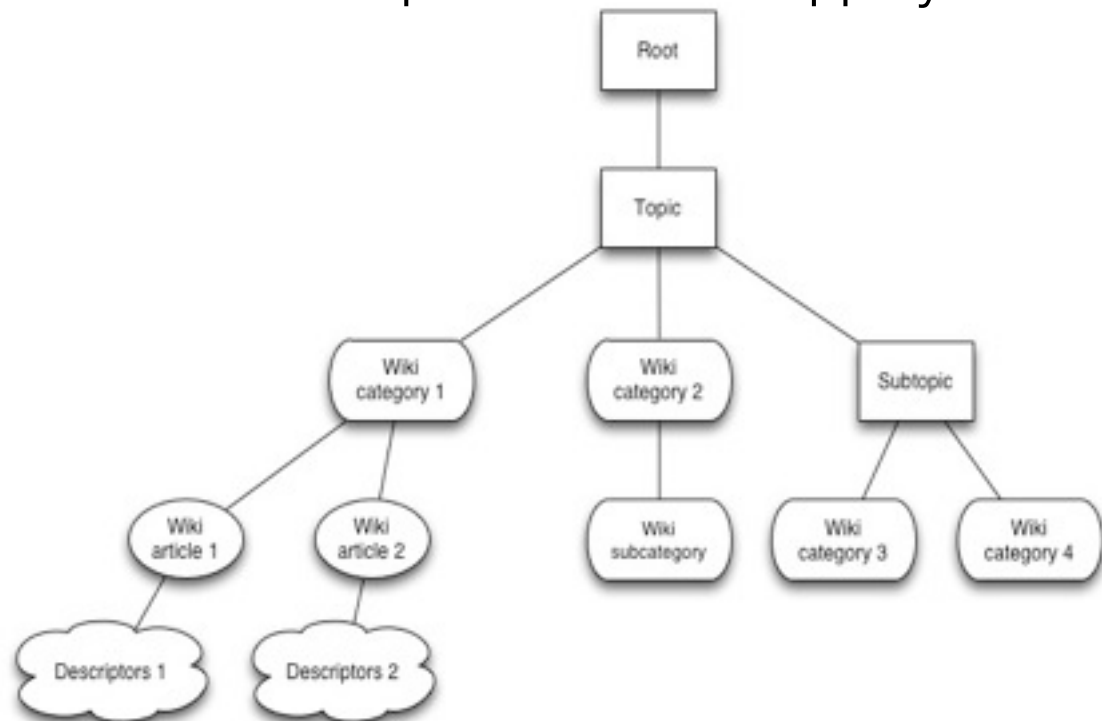 Root
Topic
Wiki
category 1
Wiki
category 2
Subtopic
Wiki
article 1
Wiki
article 2
Wiki
subcategory
Wiki
category 3
Wiki
category 4
Descriptors 1
Descriptors 2